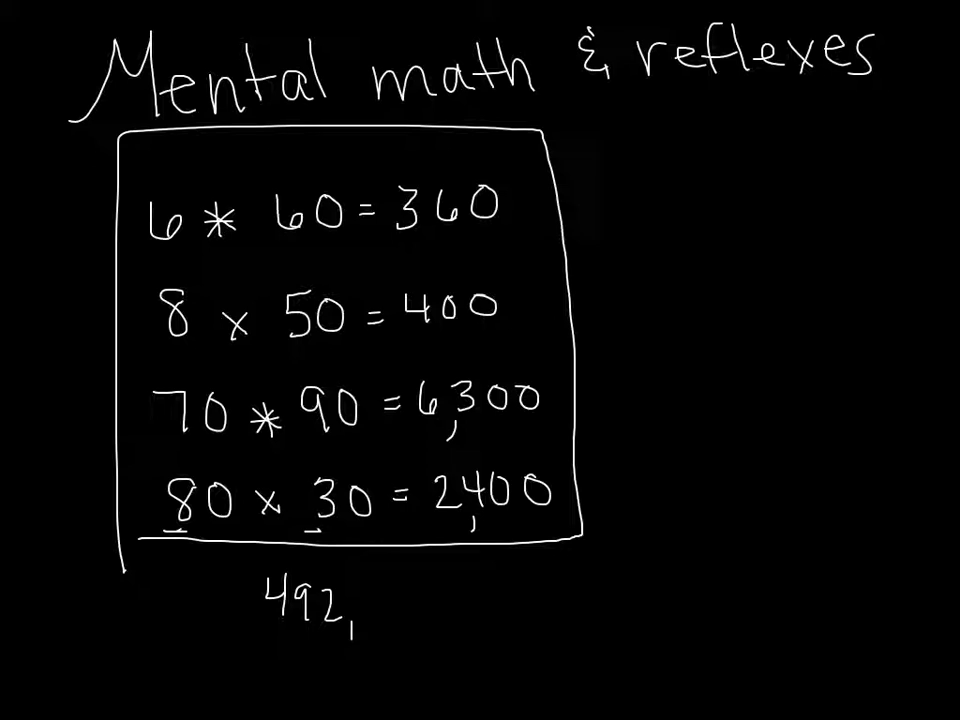 Mental math & reflexes
6 * 60 = 360
8 x 50 = 400
70 * 90 = 6,300
80 x 30 = 2,400
492,